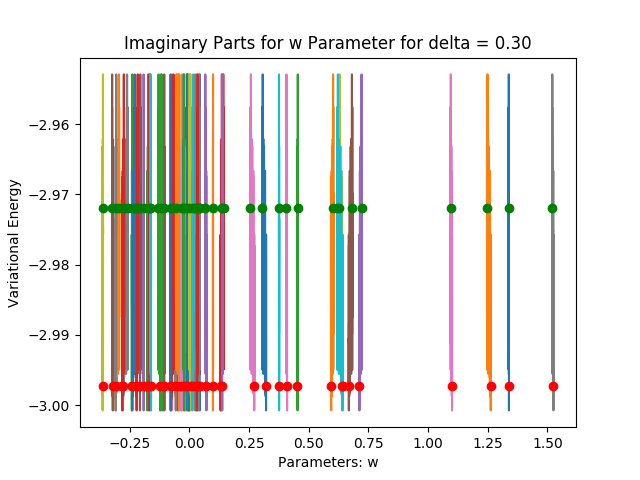 Imaginary Parts for w Parameter for delta = 0.30
Variational Energy
−2.96
−2.97
−2.98
−2.99
−3.00
−0.25 0.00 0.25 0.50 0.75 1.00 1.25 1.50
Parameters: w